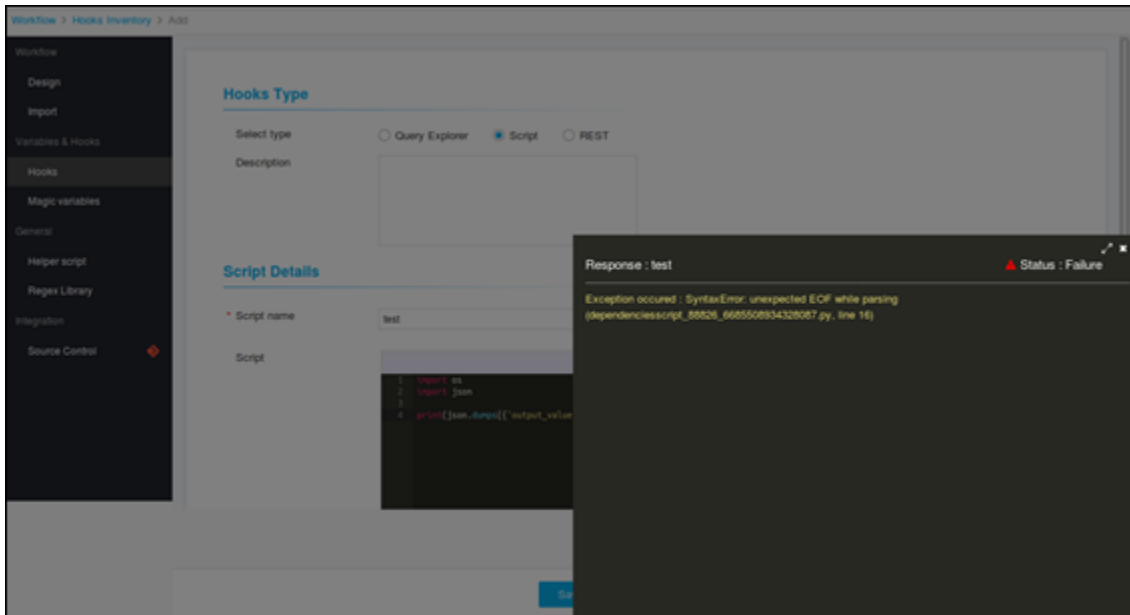 Workflow > Hooks Inventory > Add
Workflow
Design
Import
Variables & Hooks
Hooks
Magic variables
General
Helper script
Regex Library
Integration
Source Control
Hooks Type
Select type
Query Explorer
Script
REST
Description
Script Details
* Script name
test
Script
1 import os
2 import json
3
4 print(json.dumps([{'output_value
Response : test
Status : Failure
Exception occured : SyntaxError: unexpected EOF while parsing
(dependenciesscript_88826_6685508934328087.py, line 16)